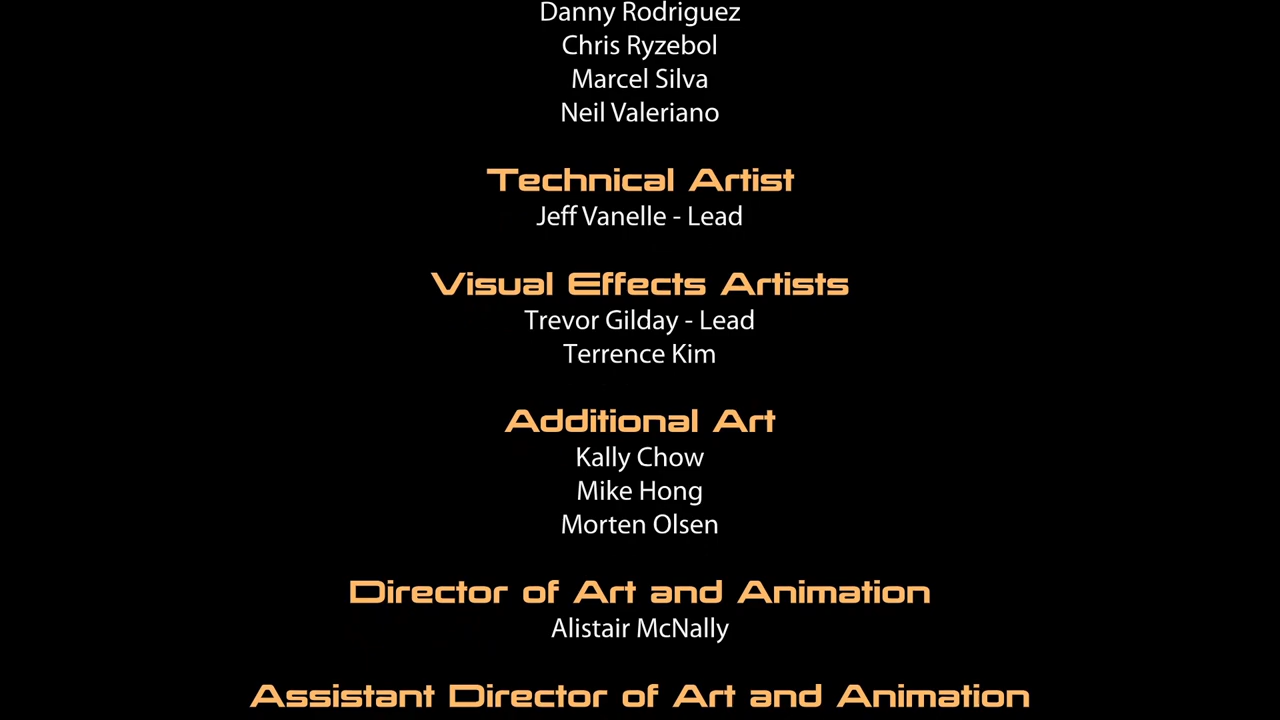 Danny Rodriguez
Chris Ryzebol
Marcel Silva
Neil Valeriano
Technical Artist
Jeff Vanelle - Lead
Visual Effects Artists
Trevor Gilday - Lead
Terrence Kim
Additional Art
Kally Chow
Mike Hong
Morten Olsen
Director of Art and Animation
Alistair McNally
Assistant Director of Art and Animation